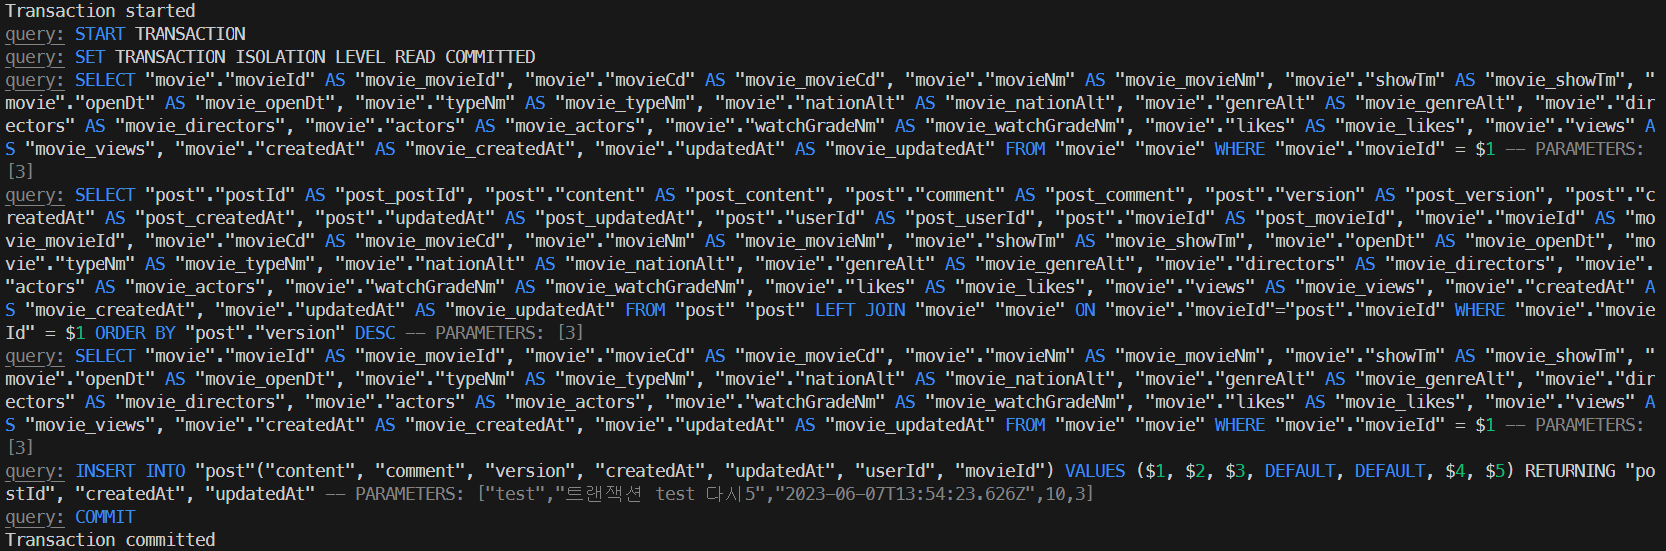 Transaction started
query: START TRANSACTION
query: SET TRANSACTION ISOLATION LEVEL READ COMMITTED
query: SELECT "movie"."movieId" AS "movie_movieId", "movie"."movieCd" AS "movie_movieCd", "movie"."movieNm" AS "movie_movieNm", "movie"."showTm" AS "movie_showTm", "
movie"."openDt" AS "movie_openDt", "movie"."typeNm" AS "movie_typeNm", "movie"."nationAlt" AS "movie_nationAlt", "movie"."genreAlt" AS "movie_genreAlt", "movie"."dir
ectors" AS "movie_directors", "movie"."actors" AS "movie_actors", "movie"."watchGradeNm" AS "movie_watchGradeNm", "movie"."likes" AS "movie_likes", "movie"."views" A
S "movie_views", "movie"."createdAt" AS "movie_createdAt", "movie"."updatedAt" AS "movie_updatedAt" FROM "movie" "movie" WHERE "movie"."movieId" = $1 -- PARAMETERS:
[3]
query: SELECT "post"."postId" AS "post_postId", "post"."content" AS "post_content", "post"."comment" AS "post_comment", "post"."version" AS "post_version", "post"."c
reatedAt" AS "post_createdAt", "post"."updatedAt" AS "post_updatedAt", "post"."userId" AS "post_userId", "post"."movieId" AS "post_movieId", "movie"."movieId" AS "mo
vie_movieId", "movie"."movieCd" AS "movie_movieCd", "movie"."movieNm" AS "movie_movieNm", "movie"."showTm" AS "movie_showTm", "movie"."openDt" AS "movie_openDt", "mo
vie"."typeNm" AS "movie_typeNm", "movie"."nationAlt" AS "movie_nationAlt", "movie"."genreAlt" AS "movie_genreAlt", "movie"."directors" AS "movie_directors", "movie".
"actors" AS "movie_actors", "movie"."watchGradeNm" AS "movie_watchGradeNm", "movie"."likes" AS "movie_likes", "movie"."views" AS "movie_views", "movie"."createdAt" A
S "movie_createdAt", "movie"."updatedAt" AS "movie_updatedAt" FROM "post" "post" LEFT JOIN "movie" "movie" ON "movie"."movieId"="post"."movieId" WHERE "movie"."movie
Id" = $1 ORDER BY "post"."version" DESC -- PARAMETERS: [3]
query: SELECT "movie"."movieId" AS "movie_movieId", "movie"."movieCd" AS "movie_movieCd", "movie"."movieNm" AS "movie_movieNm", "movie"."showTm" AS "movie_showTm", "
movie"."openDt" AS "movie_openDt", "movie"."typeNm" AS "movie_typeNm", "movie"."nationAlt" AS "movie_nationAlt", "movie"."genreAlt" AS "movie_genreAlt", "movie"."dir
ectors" AS "movie_directors", "movie"."actors" AS "movie_actors", "movie"."watchGradeNm" AS "movie_watchGradeNm", "movie"."likes" AS "movie_likes", "movie"."views" A
S "movie_views", "movie"."createdAt" AS "movie_createdAt", "movie"."updatedAt" AS "movie_updatedAt" FROM "movie" "movie" WHERE "movie"."movieId" = $1 -- PARAMETERS:
[3]
query: INSERT INTO "post"("content", "comment", "version", "createdAt", "updatedAt", "userId", "movieId") VALUES ($1, $2, $3, DEFAULT, DEFAULT, $4, $5) RETURNING "po
stId", "createdAt", "updatedAt" -- PARAMETERS: ["test","트랜잭션 test 다시5","2023-06-07T13:54:23.626Z",10,3]
query: COMMIT
Transaction committed